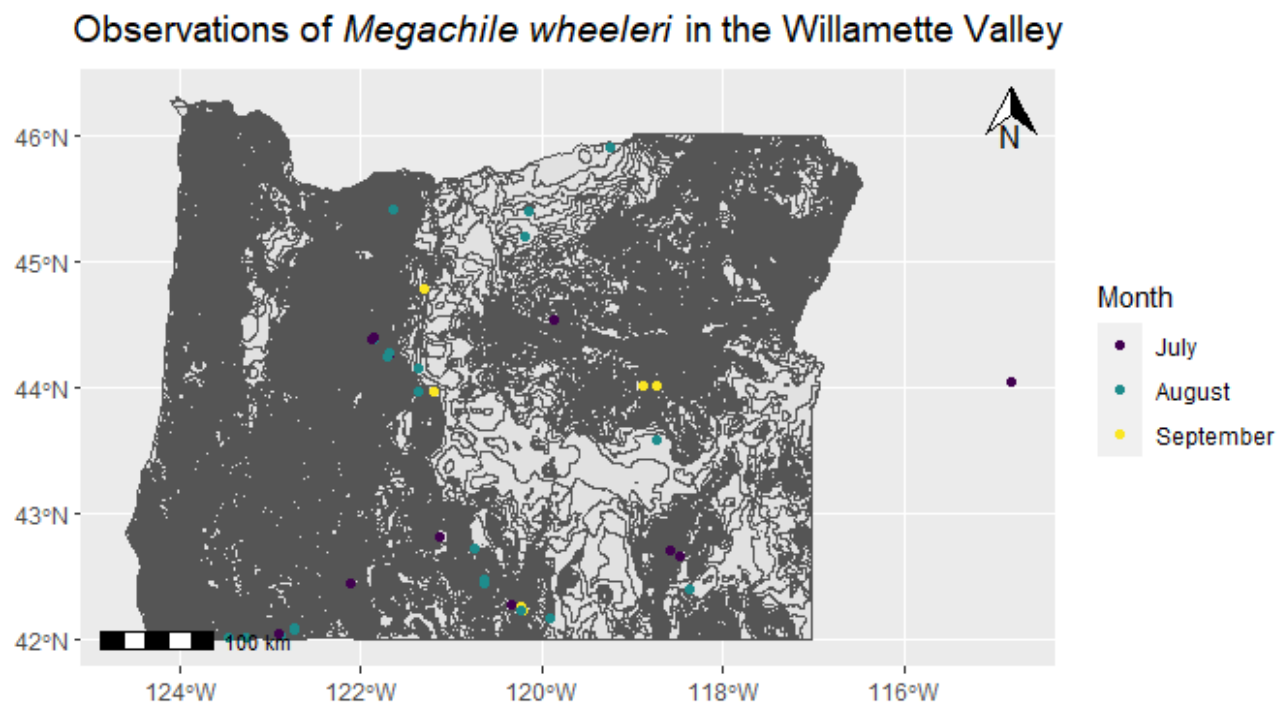 Observations of Megachile wheeleri in the Willamette Valley
46°N
45°N
44°N
43°N
42°N
N
100 km
124°W
122°W
120°W
118°W
116°W
Month
July
August
September